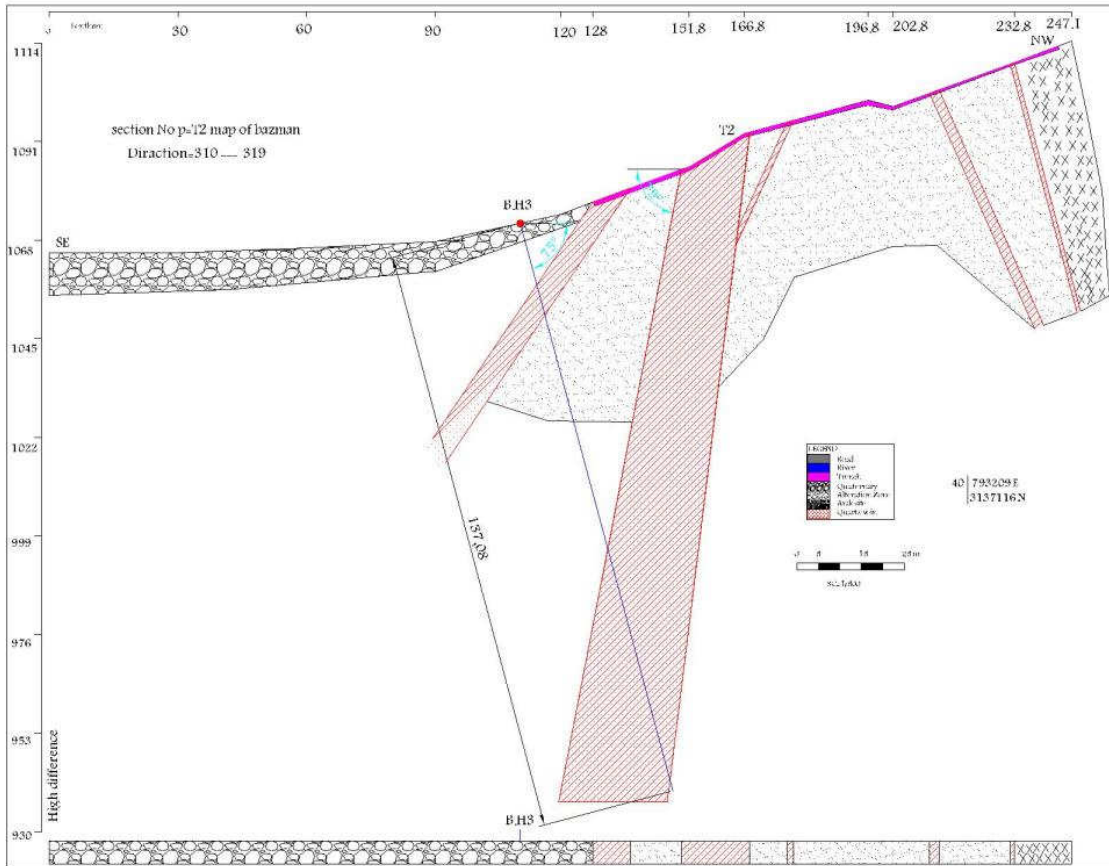 0 30 60 90 120 128 151.8 166.8 196.8 202.8 232.8 247.1
NW
1114
1091
1068
1045
1022
999
976
953
930
section No p=T2 map of bazman
Diraction=310 — 319
T2
B.H3
SE
75°
137.08
LEGEND
Road
River
Trench
Quaternary
Alteration Zone
Andesite
Quartz vein
40 793209 E
3137116 N
High difference
B.H3